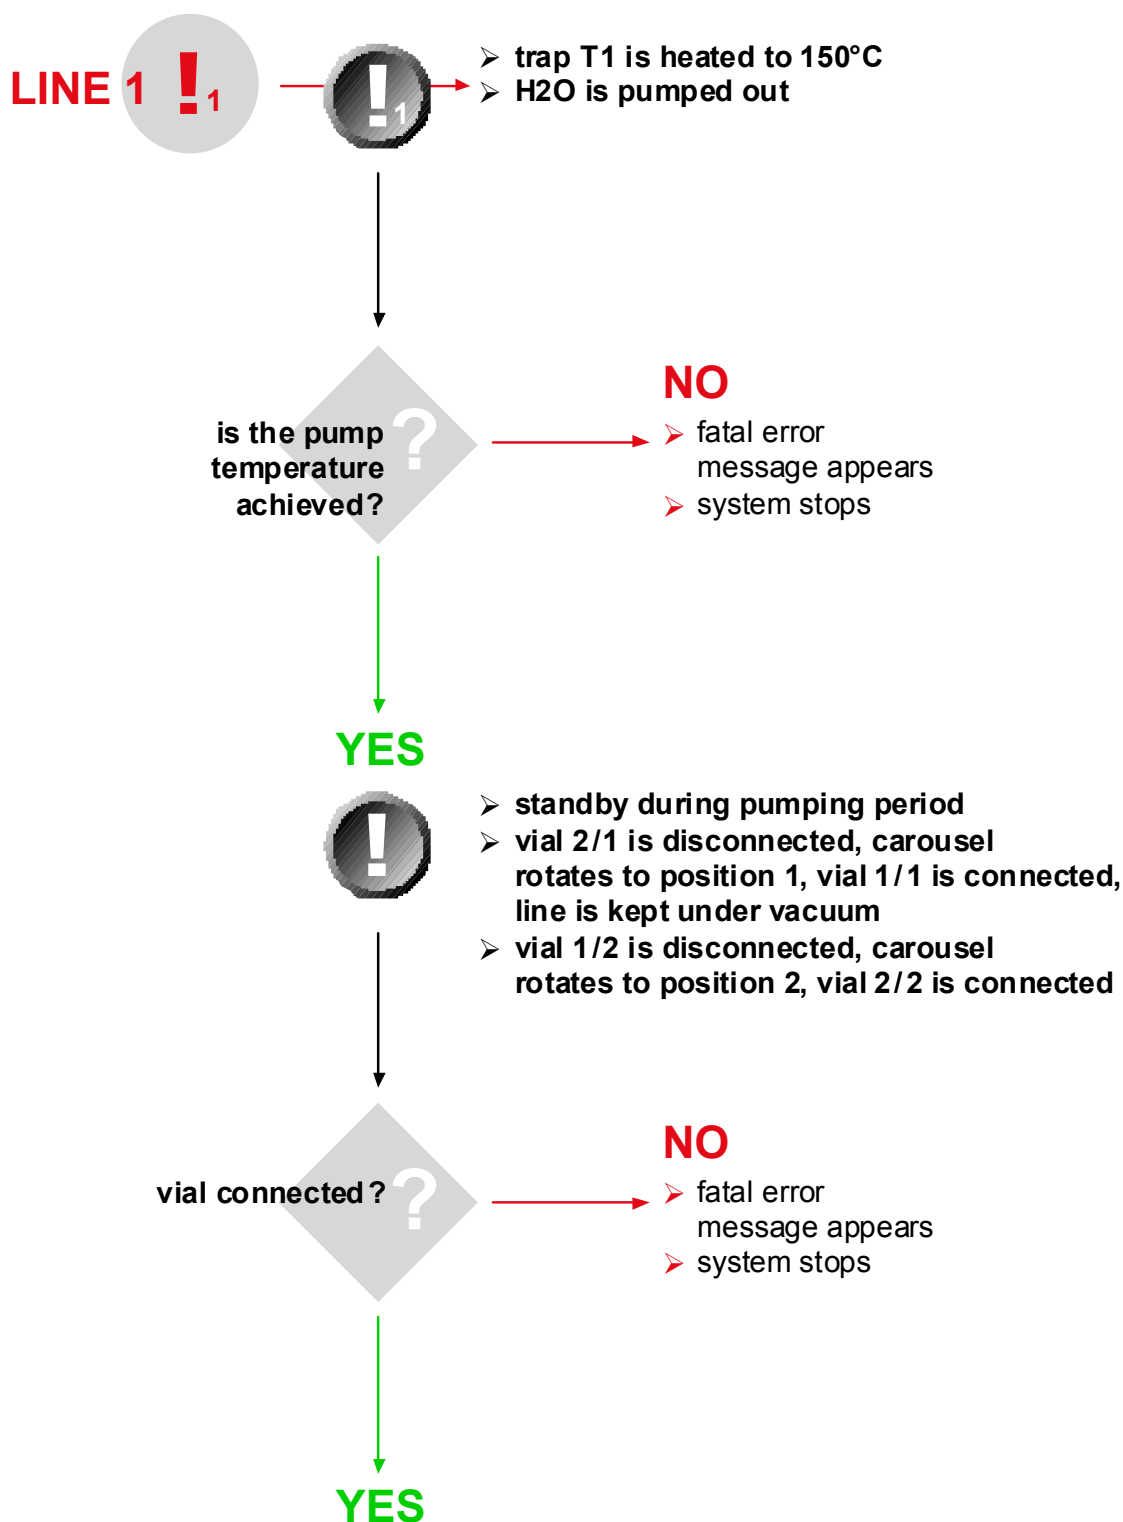 LINE 1 !1
!1
➢ trap T1 is heated to 150°C
➢ H2O is pumped out
is the pump
temperature
achieved?
?
NO
➢ fatal error
message appears
➢ system stops
YES
!
➢ standby during pumping period
➢ vial 2/1 is disconnected, carousel
rotates to position 1, vial 1/1 is connected,
line is kept under vacuum
➢ vial 1/2 is disconnected, carousel
rotates to position 2, vial 2/2 is connected
vial connected?
?
NO
➢ fatal error
message appears
➢ system stops
YES